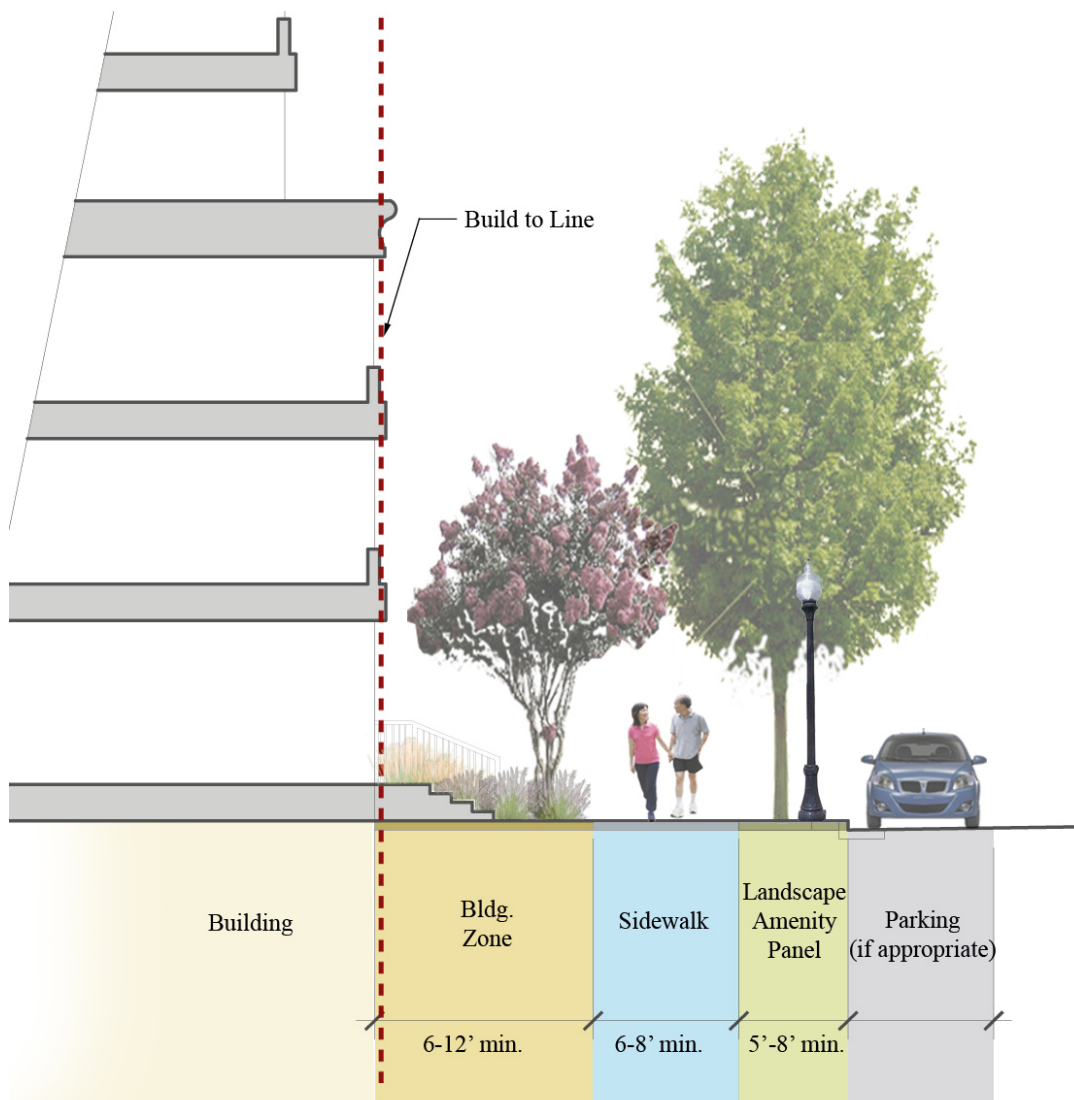 Build to Line
Building
Bldg.
Zone
Sidewalk
Landscape
Amenity
Panel
Parking
(if appropriate)
6-12’ min.
6-8’ min.
5’-8’ min.